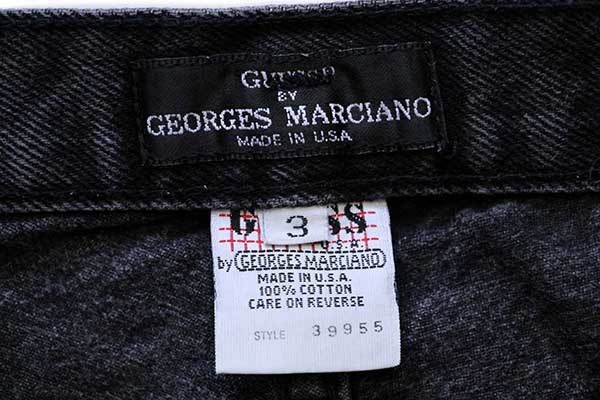 GUESS?
BY
GEORGES MARCIANO
MADE IN U.S.A.
3
U.S.A.
by GEORGES MARCIANO
MADE IN U.S.A.
100% COTTON
CARE ON REVERSE
STYLE 39955